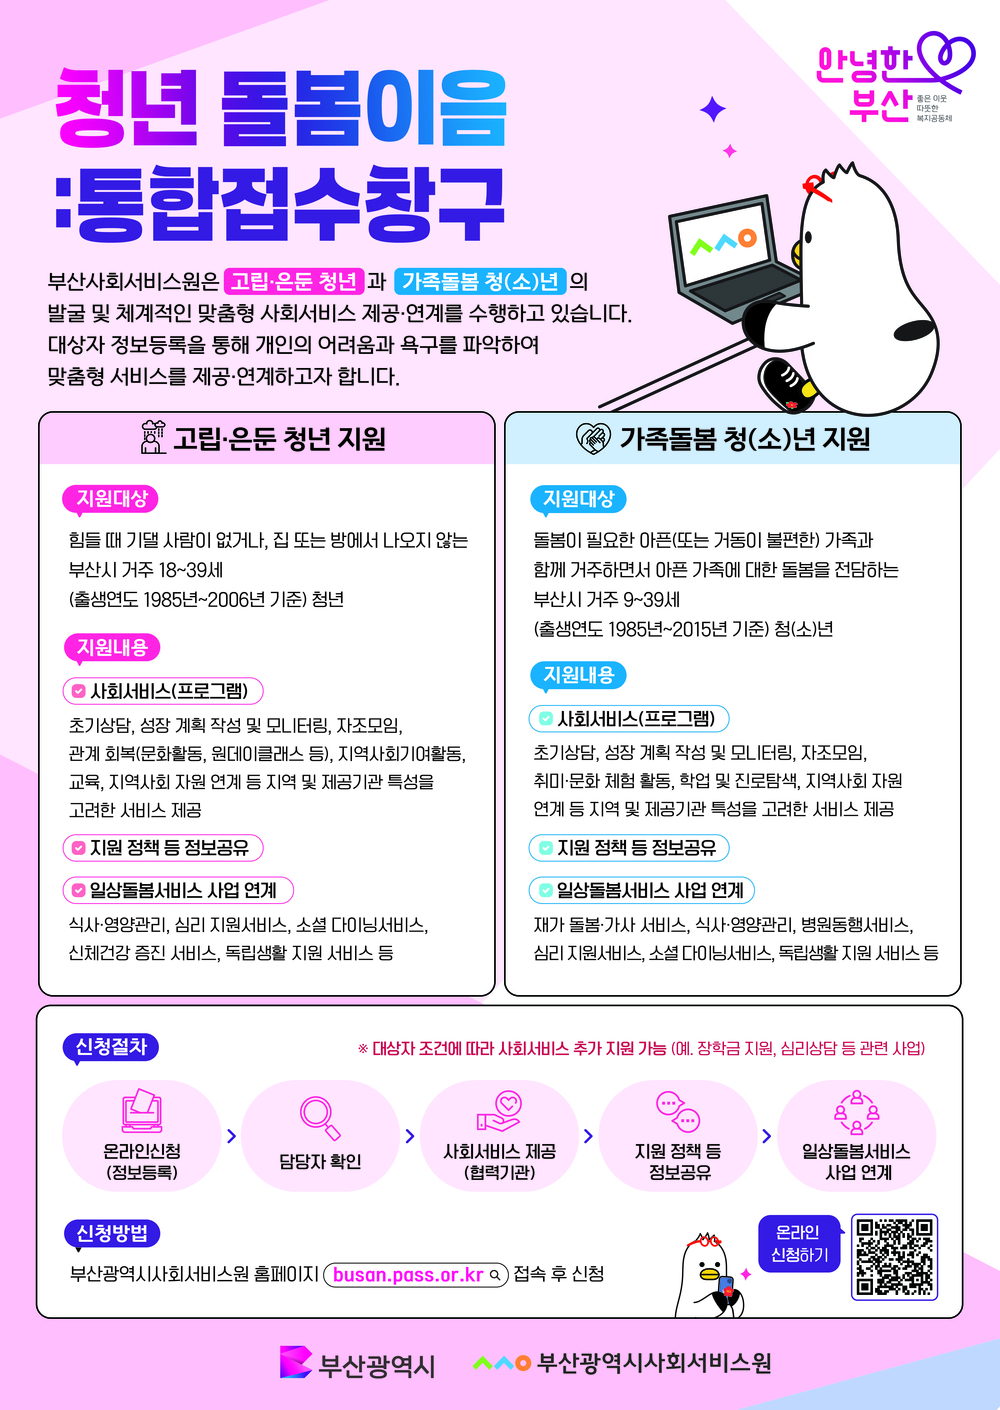 안녕한
부산
좋은 이웃
따뜻한
복지공동체
청년 돌봄이음
:통합접수창구
부산사회서비스원은 고립·은둔 청년 과 가족돌봄 청(소)년 의
발굴 및 체계적인 맞춤형 사회서비스 제공·연계를 수행하고 있습니다.
대상자 정보등록을 통해 개인의 어려움과 욕구를 파악하여
맞춤형 서비스를 제공·연계하고자 합니다.
고립·은둔 청년 지원
지원대상
힘들 때 기댈 사람이 없거나, 집 또는 방에서 나오지 않는
부산시 거주 18~39세
(출생연도 1985년~2006년 기준) 청년
지원내용
사회서비스(프로그램)
초기상담, 성장 계획 작성 및 모니터링, 자조모임,
관계 회복(문화활동, 원데이클래스 등), 지역사회기여활동,
교육, 지역사회 자원 연계 등 지역 및 제공기관 특성을
고려한 서비스 제공
지원 정책 등 정보공유
일상돌봄서비스 사업 연계
식사·영양관리, 심리 지원서비스, 소셜 다이닝서비스,
신체건강 증진 서비스, 독립생활 지원 서비스 등
가족돌봄 청(소)년 지원
지원대상
돌봄이 필요한 아픈(또는 거동이 불편한) 가족과
함께 거주하면서 아픈 가족에 대한 돌봄을 전담하는
부산시 거주 9~39세
(출생연도 1985년~2015년 기준) 청(소)년
지원내용
사회서비스(프로그램)
초기상담, 성장 계획 작성 및 모니터링, 자조모임,
취미·문화 체험 활동, 학업 및 진로탐색, 지역사회 자원
연계 등 지역 및 제공기관 특성을 고려한 서비스 제공
지원 정책 등 정보공유
일상돌봄서비스 사업 연계
재가 돌봄·가사 서비스, 식사·영양관리, 병원동행서비스,
심리 지원서비스, 소셜 다이닝서비스, 독립생활 지원 서비스 등
신청절차
※ 대상자 조건에 따라 사회서비스 추가 지원 가능 (예. 장학금 지원, 심리상담 등 관련 사업)
온라인신청
(정보등록)
담당자 확인
사회서비스 제공
(협력기관)
지원 정책 등
정보공유
일상돌봄서비스
사업 연계
신청방법
부산광역시사회서비스원 홈페이지 busan.pass.or.kr 접속 후 신청
온라인
신청하기
부산광역시
부산광역시사회서비스원